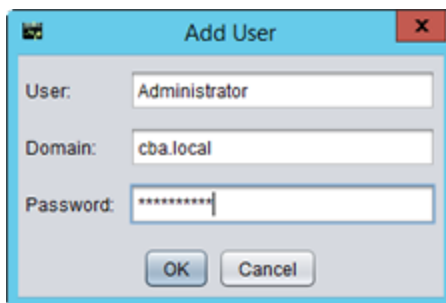 Add User
x
User: Administrator
Domain: cba.local
Password: **********
OK Cancel